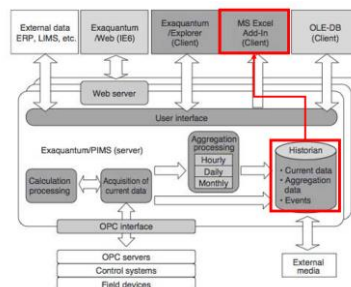 External data
ERP, LIMS, etc.
Exaquantum
/Web (IE6)
Exaquantum
/Explorer
(Client)
MS Excel
Add-In
(Client)
OLE-DB
(Client)
Web server
User interface
Exaquantum/PIMS (server)
Aggregation
processing
Hourly
Daily
Monthly
Historian
• Current data
• Aggregation
data
• Events
Calculation
processing
Acquisition of
current data
OPC interface
OPC servers
Control systems
Field devices
External
media